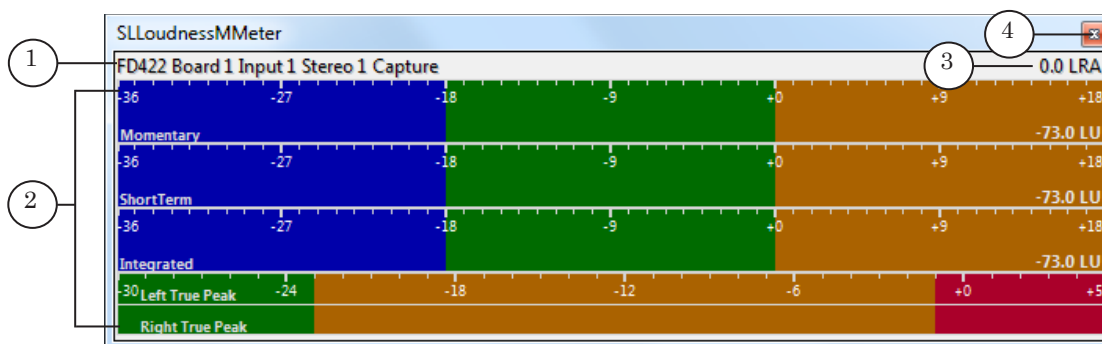 SLLoudnessMMeter
4
x
1
FD422 Board 1 Input 1 Stereo 1 Capture
3
0.0 LRA
2
-36 -27 -18 -9 +0 +9 +18
Momentary -73.0 LU
-36 -27 -18 -9 +0 +9 +18
ShortTerm -73.0 LU
-36 -27 -18 -9 +0 +9 +18
Integrated -73.0 LU
-30 -24 -18 -12 -6 +0 +5
Left True Peak
Right True Peak